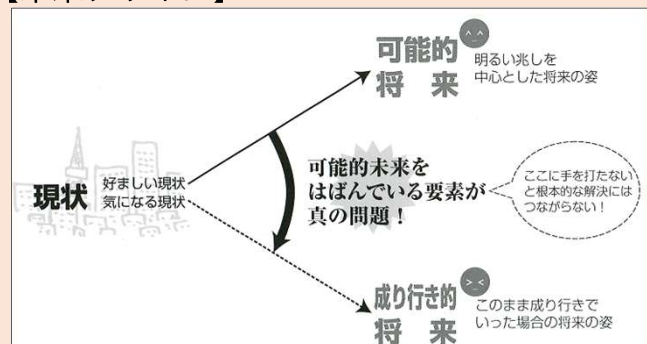 可能的
将 来
明るい兆しを
中心とした将来の姿
現状
好ましい現状
気になる現状
可能的未来を
はばんでいる要素が
真の問題！
ここに手を打たない
と根本的な解決には
つながらない！
成り行き的
将 来
このまま成り行きで
いった場合の将来の姿